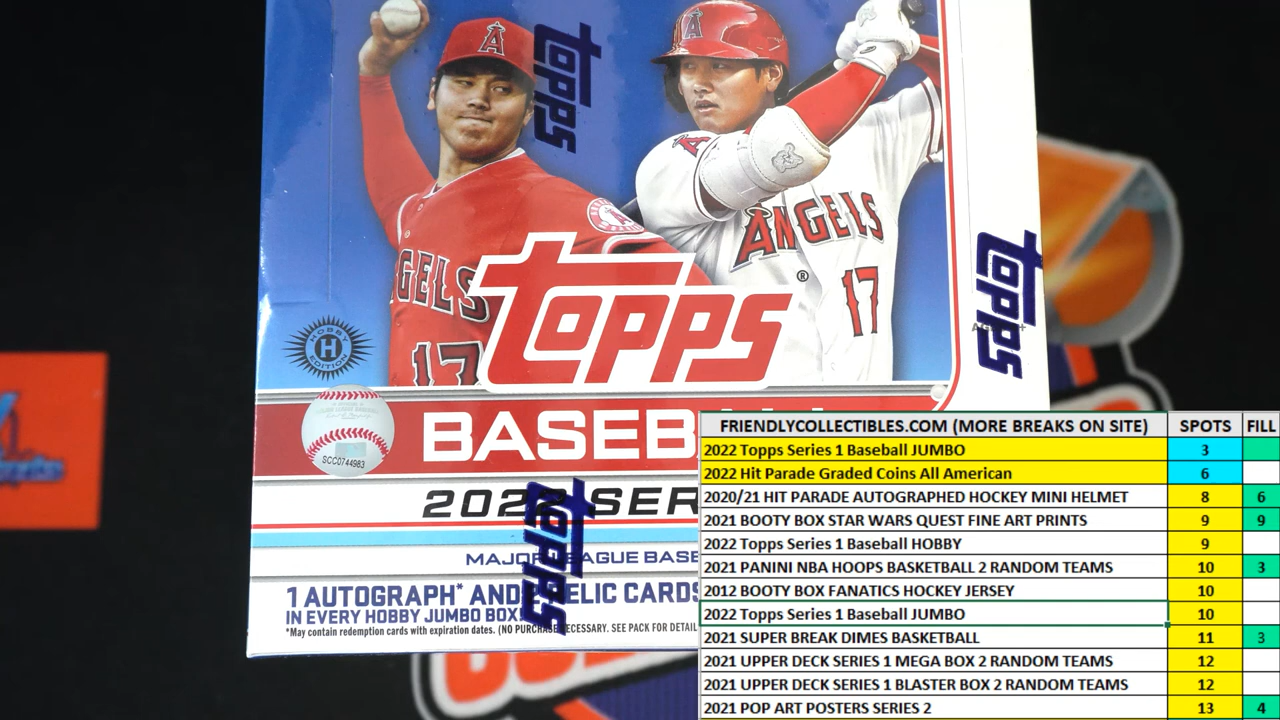 A
A
topps
A
ANGELS
17
NGELS
17
topps
®
topps
HOBBY EDITION
H
BASEB
SCC0744983
2022 SER
topps
MAJOR LEAGUE BASE
1 AUTOGRAPH* AND 2 RELIC CARDS
IN EVERY HOBBY JUMBO BOX!
*May contain redemption cards with expiration dates. (NO PURCHASE NECESSARY. SEE PACK FOR DETAIL
FRIENDLYCOLLECTIBLES.COM (MORE BREAKS ON SITE) SPOTS FILL
2022 Topps Series 1 Baseball JUMBO 3
2022 Hit Parade Graded Coins All American 6
2020/21 HIT PARADE AUTOGRAPHED HOCKEY MINI HELMET 8 6
2021 BOOTY BOX STAR WARS QUEST FINE ART PRINTS 9 9
2022 Topps Series 1 Baseball HOBBY 9
2021 PANINI NBA HOOPS BASKETBALL 2 RANDOM TEAMS 10 3
2012 BOOTY BOX FANATICS HOCKEY JERSEY 10
2022 Topps Series 1 Baseball JUMBO 10
2021 SUPER BREAK DIMES BASKETBALL 11 3
2021 UPPER DECK SERIES 1 MEGA BOX 2 RANDOM TEAMS 12
2021 UPPER DECK SERIES 1 BLASTER BOX 2 RANDOM TEAMS 12
2021 POP ART POSTERS SERIES 2 13 4